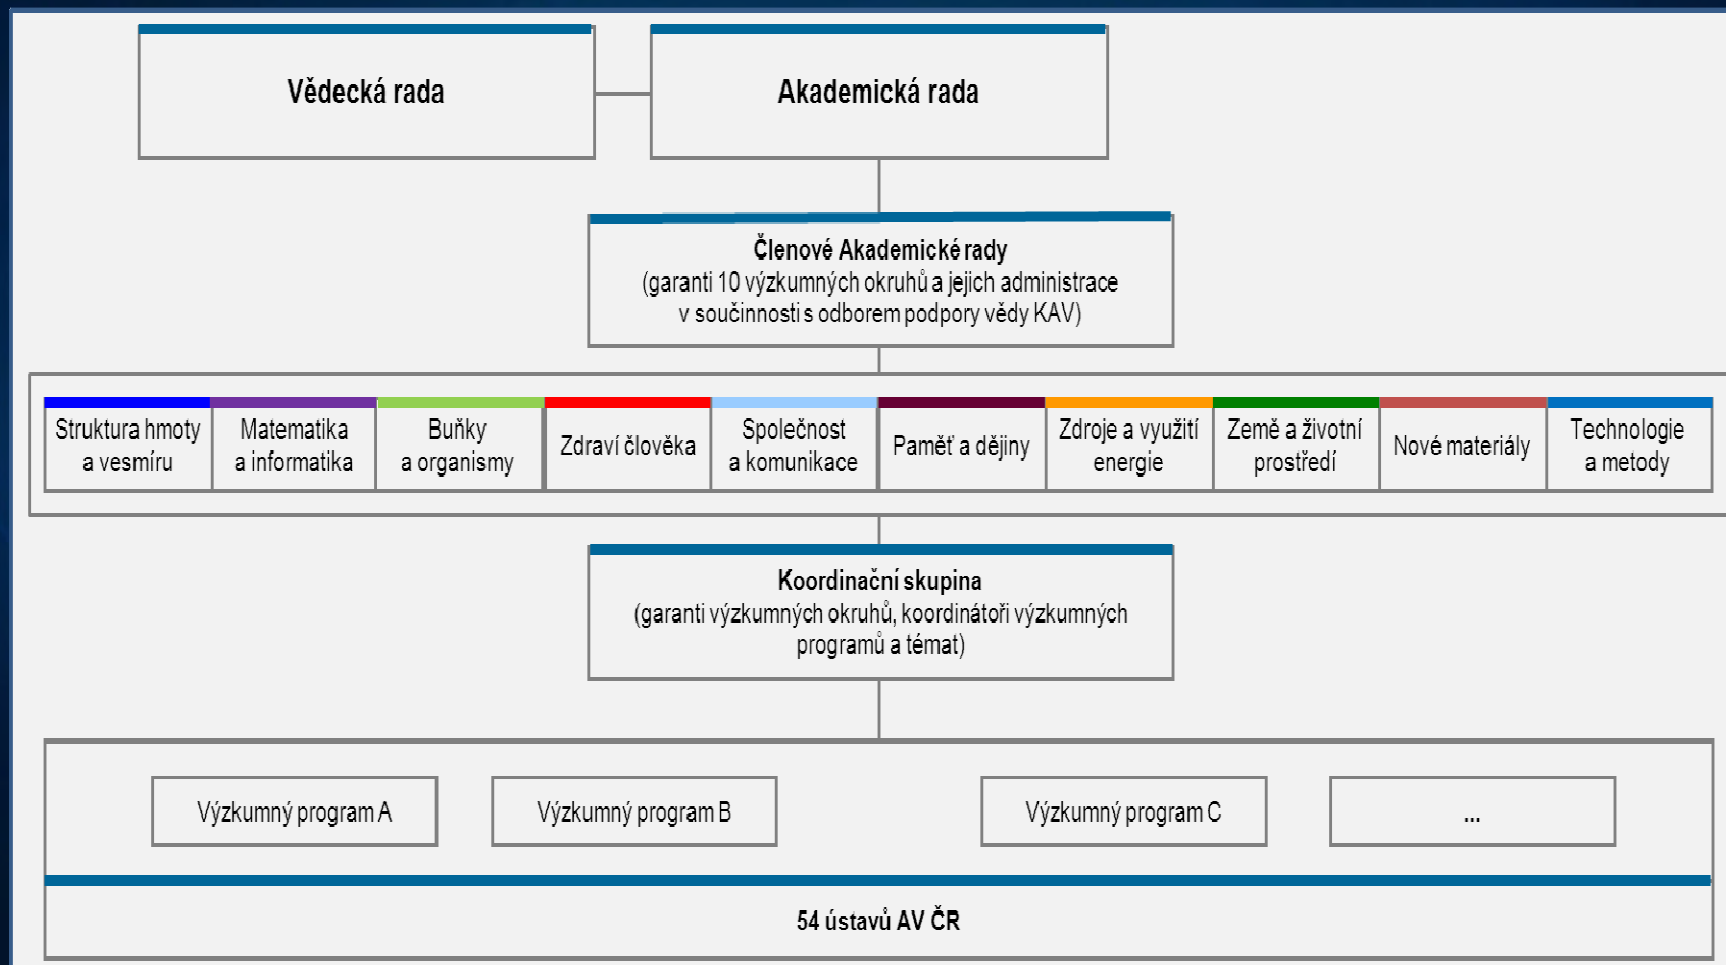 Vědecká rada
Akademická rada
Členové Akademické rady
(garanti 10 výzkumných okruhů a jejich administrace
v součinnosti s odborem podpory vědy KAV)
Struktura hmoty
a vesmíru
Matematika
a informatika
Buňky
a organismy
Zdraví člověka
Společnost
a komunikace
Paměť a dějiny
Zdroje a využití
energie
Země a životní
prostředí
Nové materiály
Technologie
a metody
Koordinační skupina
(garanti výzkumných okruhů, koordinátoři výzkumných
programů a témat)
Výzkumný program A
Výzkumný program B
Výzkumný program C
...
54 ústavů AV ČR